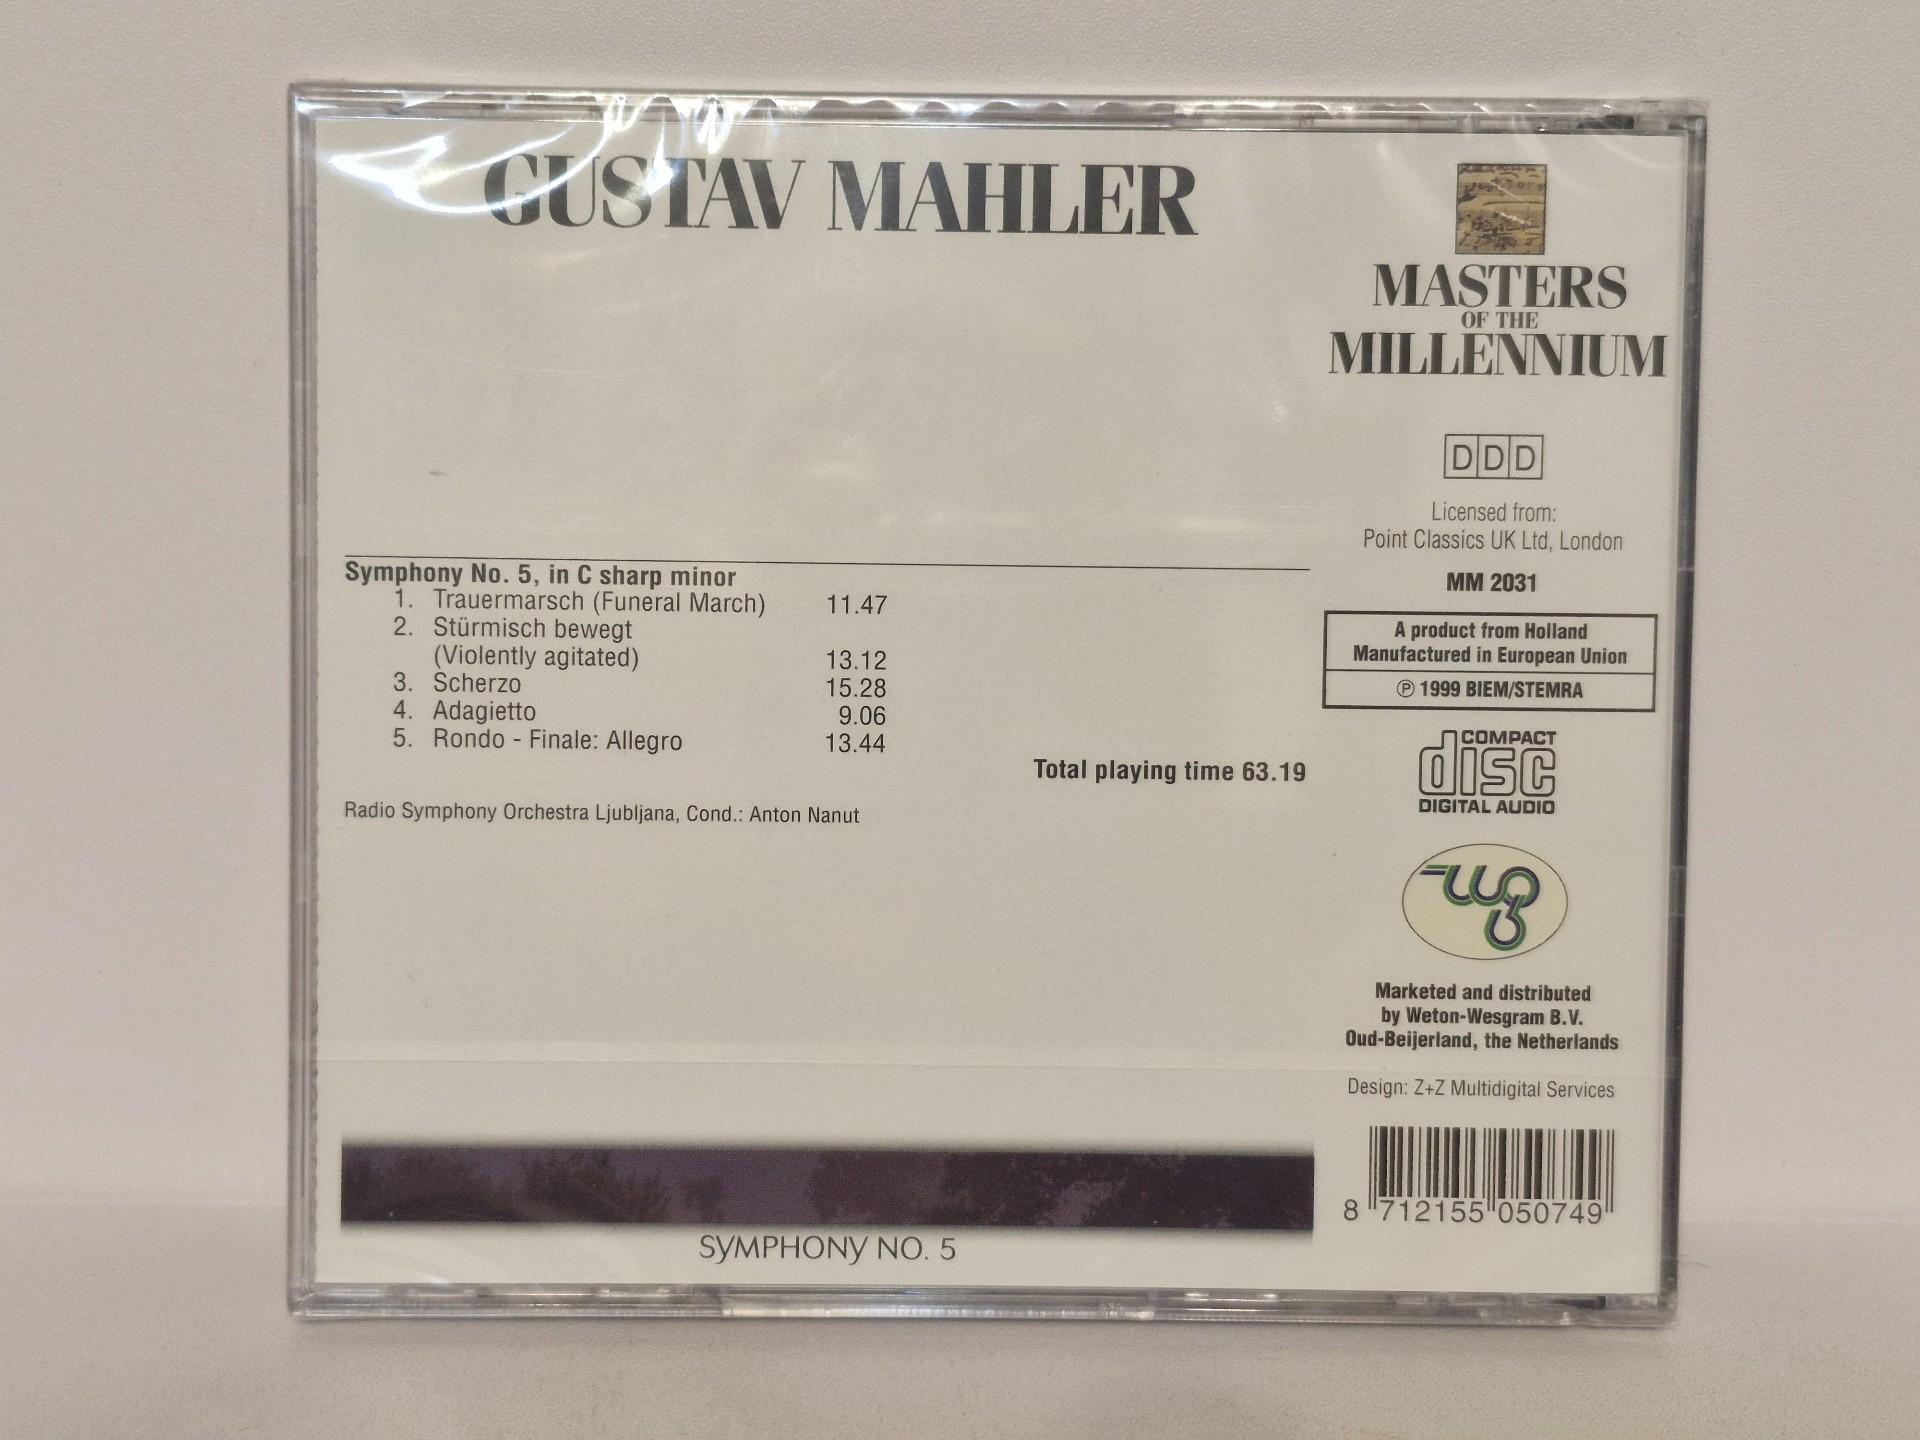 GUSTAV MAHLER
Symphony No. 5, in C sharp minor
1. Trauermarsch (Funeral March) 11.47
2. Stürmisch bewegt
(Violently agitated) 13.12
3. Scherzo 15.28
4. Adagietto 9.06
5. Rondo - Finale: Allegro 13.44
Total playing time 63.19
Radio Symphony Orchestra Ljubljana, Cond.: Anton Nanut
SYMPHONY NO. 5
MASTERS
OF THE
MILLENNIUM
DDD
Licensed from:
Point Classics UK Ltd, London
MM 2031
A product from Holland
Manufactured in European Union
℗ 1999 BIEM/STEMRA
COMPACT
disc
DIGITAL AUDIO
Marketed and distributed
by Weton-Wesgram B.V.
Oud-Beijerland, the Netherlands
Design: Z+Z Multidigital Services
8 712155 050749